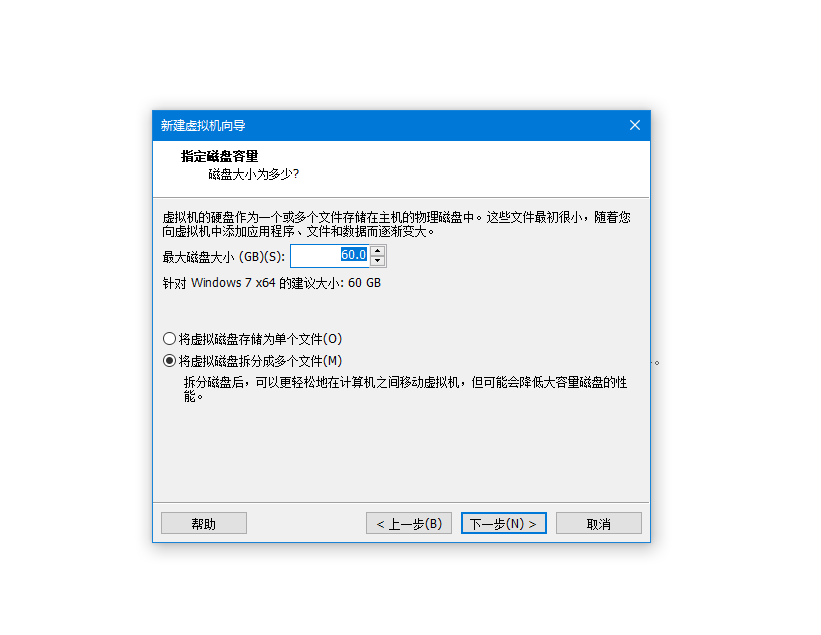 新建虚拟机向导
指定磁盘容量
磁盘大小为多少?
虚拟机的硬盘作为一个或多个文件存储在主机的物理磁盘中。这些文件最初很小，随着您
向虚拟机中添加应用程序、文件和数据而逐渐变大。
最大磁盘大小 (GB)(S): 60.0
针对 Windows 7 x64 的建议大小: 60 GB
将虚拟磁盘存储为单个文件(O)
将虚拟磁盘拆分成多个文件(M)
拆分磁盘后，可以更轻松地在计算机之间移动虚拟机，但可能会降低大容量磁盘的性
能。
帮助 < 上一步(B) 下一步(N) > 取消